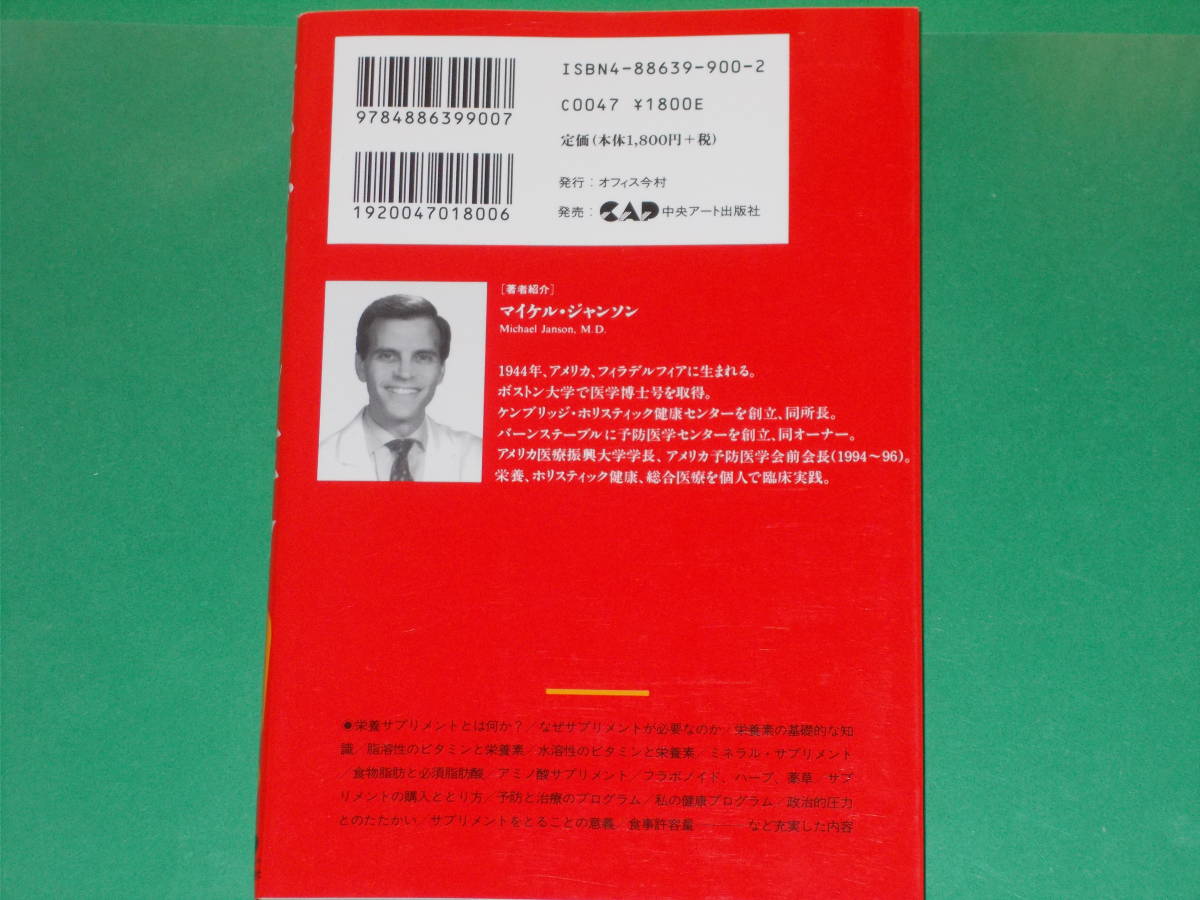 ISBN4-88639-900-2
C0047 ¥1800E
定価(本体1,800円+税)
発行:オフィス今村
発売:CAP中央アート出版社
9784886399007
1920047018006
[著者紹介]
マイケル・ジャンソン
Michael Janson, M.D.
1944年、アメリカ、フィラデルフィアに生まれる。
ボストン大学で医学博士号を取得。
ケンブリッジ・ホリスティック健康センターを創立、同所長。
バーンステーブルに予防医学センターを創立、同オーナー。
アメリカ医療振興大学学長、アメリカ予防医学会前会長(1994〜96)。
栄養、ホリスティック健康、総合医療を個人で臨床実践。
●栄養サプリメントとは何か?/なぜサプリメントが必要なのか/栄養素の基礎的な知
識/脂溶性のビタミンと栄養素/水溶性のビタミンと栄養素/ミネラル・サプリメント
/食物脂肪と必須脂肪酸/アミノ酸サプリメント/フラボノイド、ハーブ、薬草/サプ
リメントの購入ととり方/予防と治療のプログラム/私の健康プログラム/政治的圧力
とのたたかい/サプリメントをとることの意義/食事許容量———など充実した内容